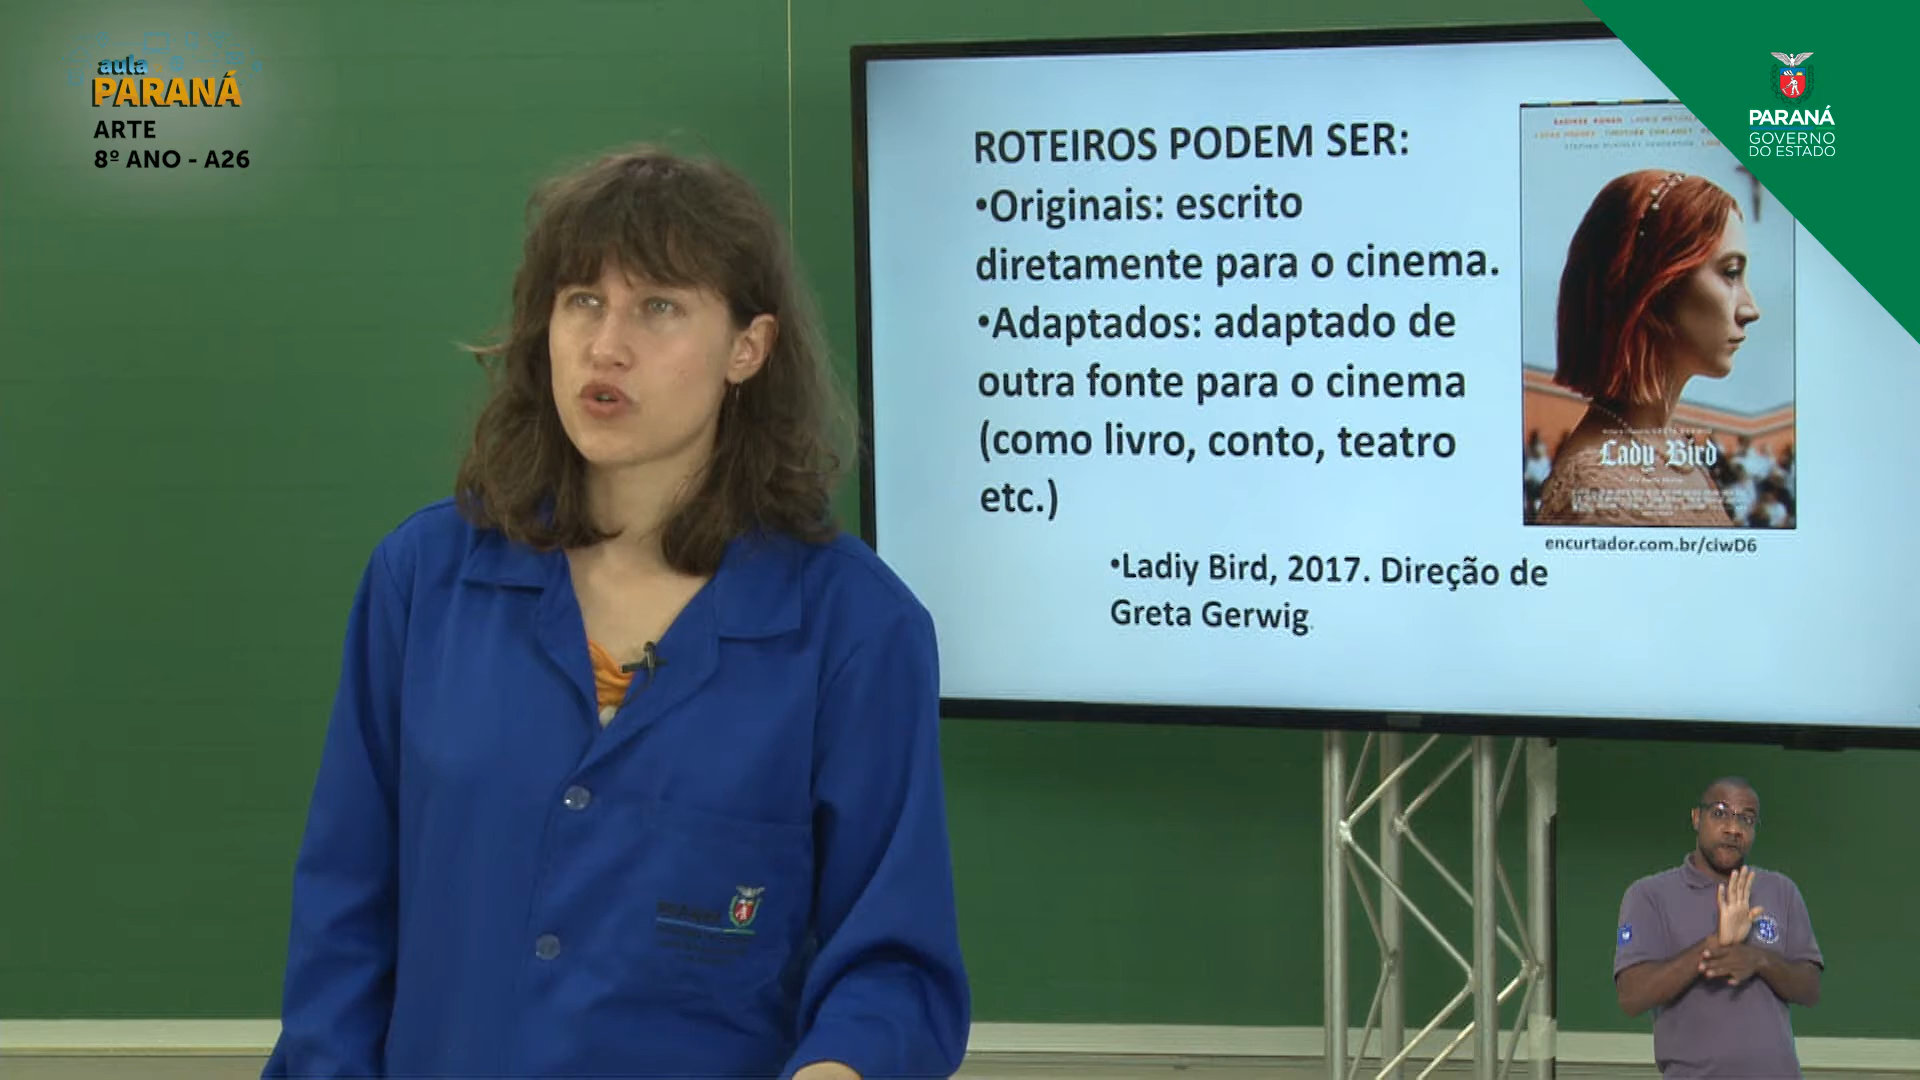 aula
PARANÁ
ARTE
8º ANO - A26
ROTEIROS PODEM SER:
•Originais: escrito
diretamente para o cinema.
•Adaptados: adaptado de
outra fonte para o cinema
(como livro, conto, teatro
etc.)
•Ladiy Bird, 2017. Direção de
Greta Gerwig.
Lady Bird
encurtador.com.br/ciwD6
PARANÁ
GOVERNO
DO ESTADO